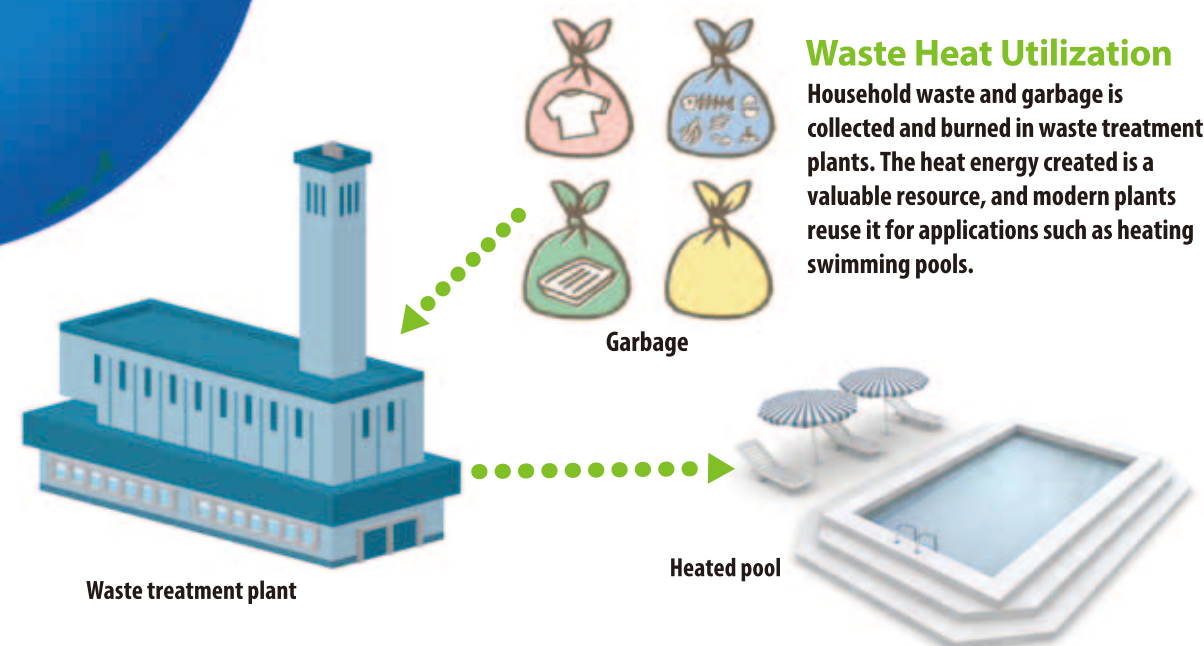 Waste Heat Utilization
Household waste and garbage is
collected and burned in waste treatment
plants. The heat energy created is a
valuable resource, and modern plants
reuse it for applications such as heating
swimming pools.
Garbage
Heated pool
Waste treatment plant